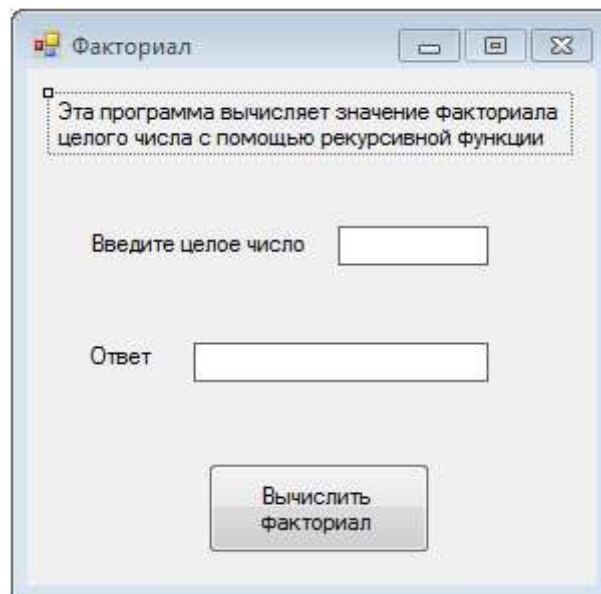 Факториал
Эта программа вычисляет значение факториала
целого числа с помощью рекурсивной функции
Введите целое число
Ответ
Вычислить
факториал